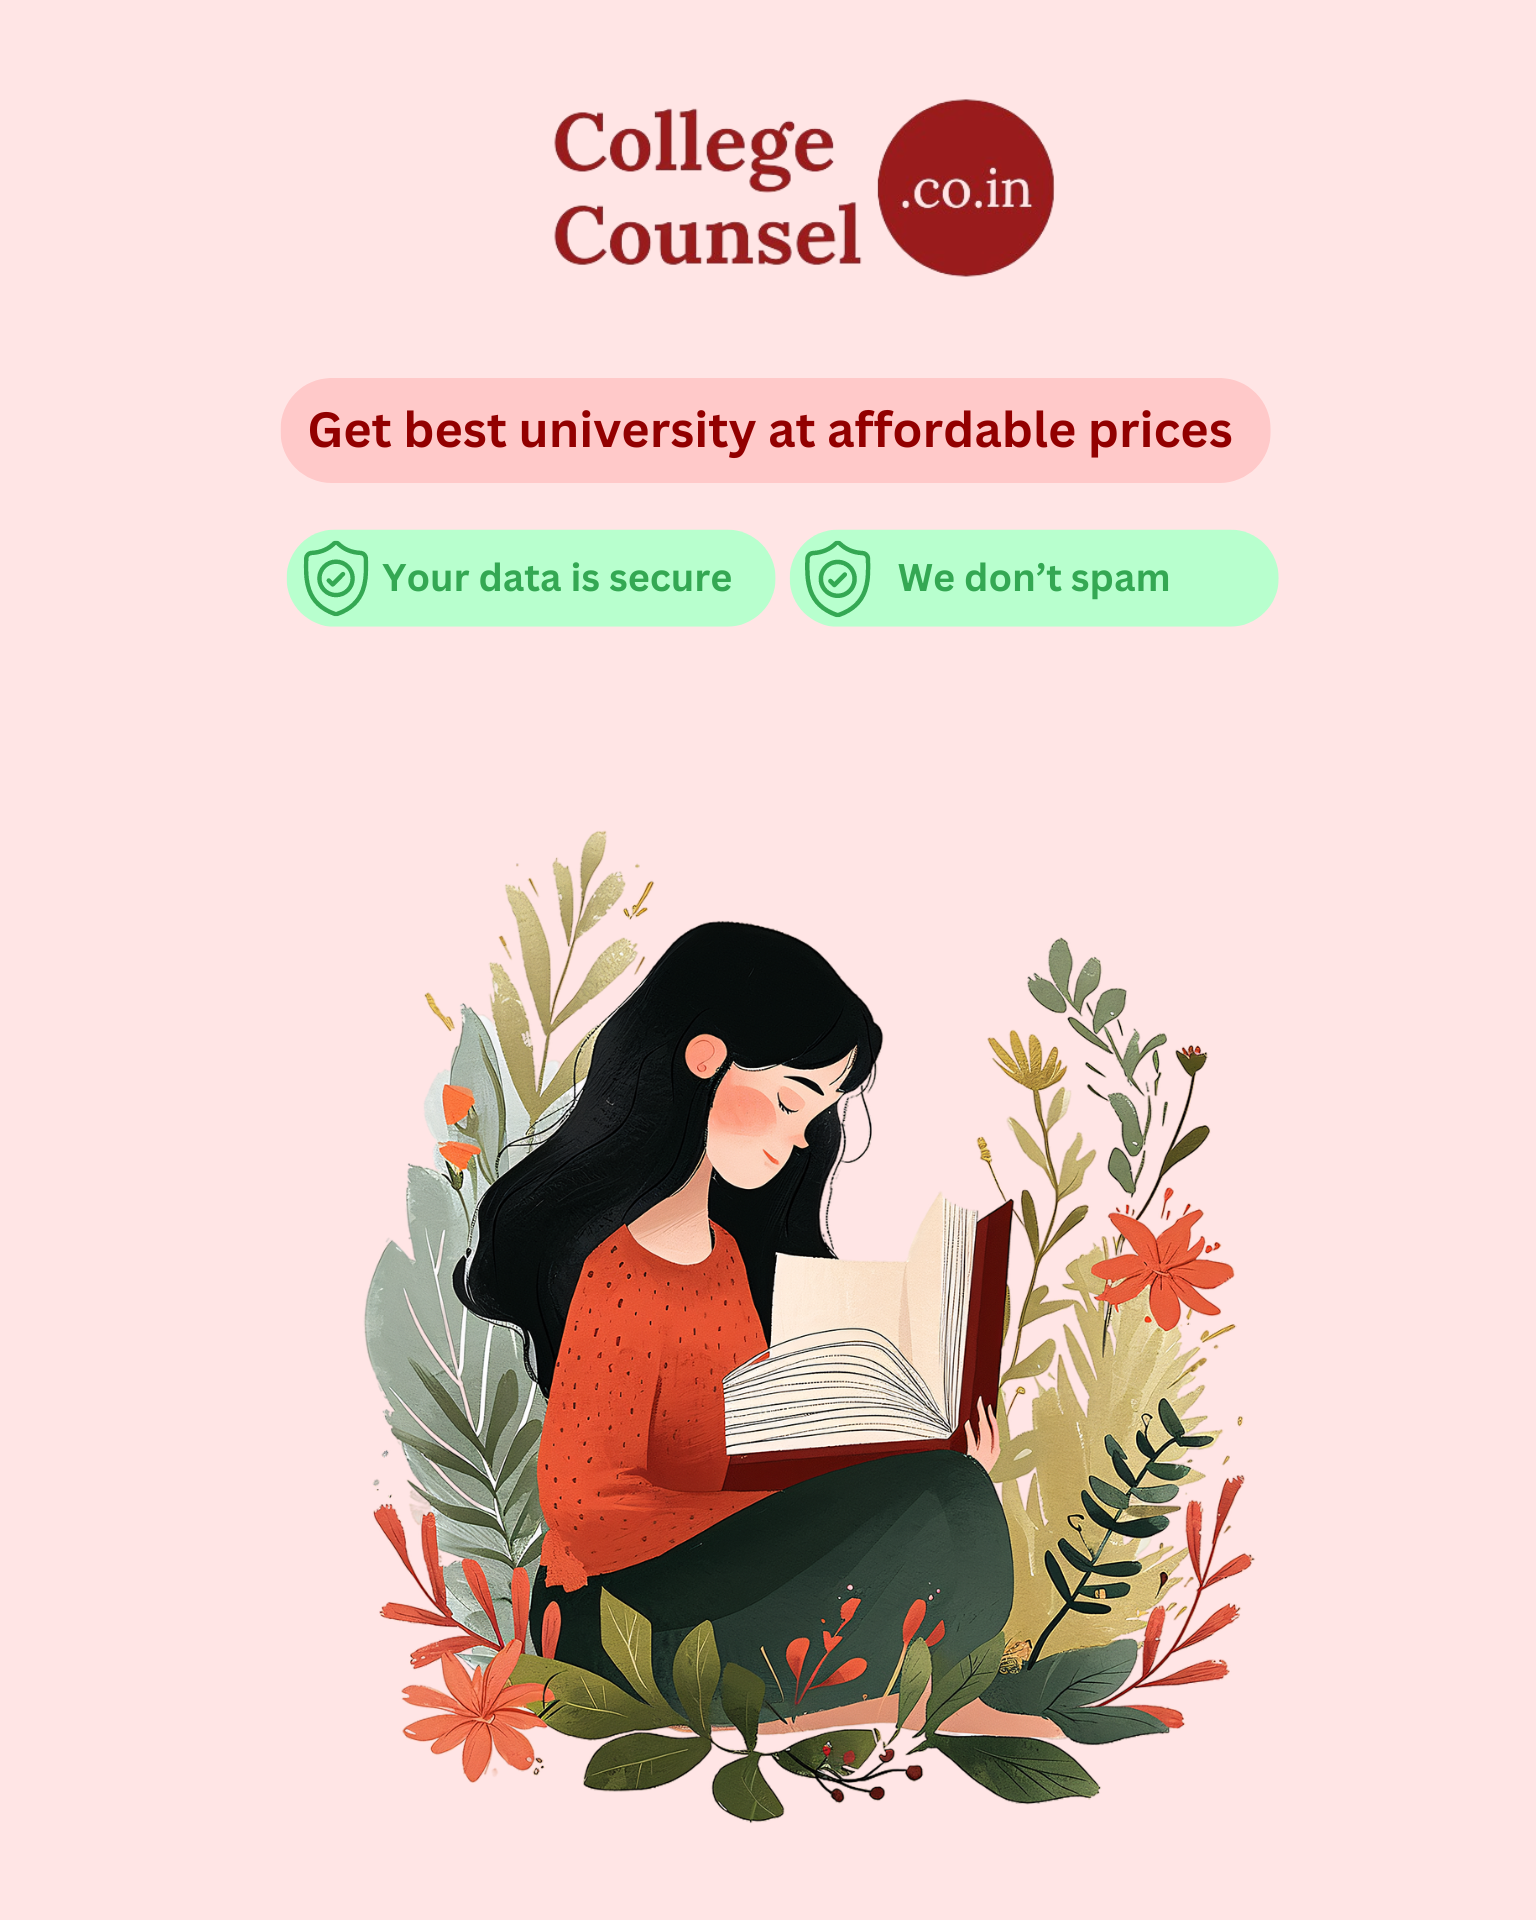 College
Counsel
.co.in
Get best university at affordable prices
Your data is secure
We don’t spam